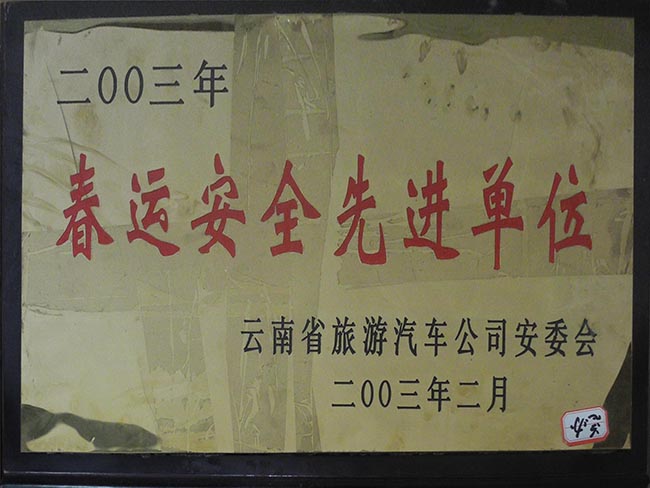 二00三年
春运安全先进单位
云南省旅游汽车公司安委会
二00三年二月